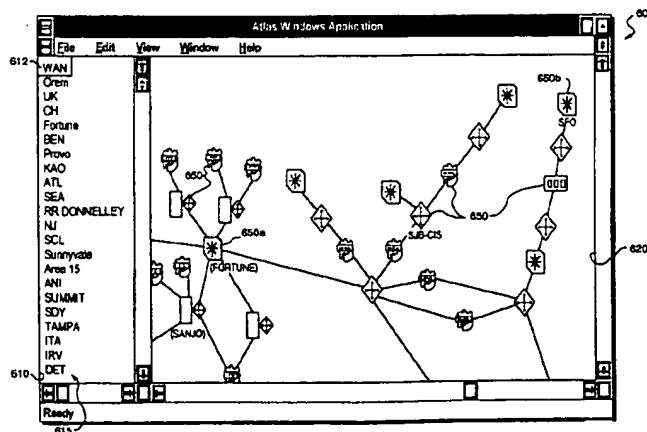 Atlas Windows Application
File Edit View Window Help
612
WAN
Orem
UK
CH
Fortune
BEN
Provo
KAO
ATL
SEA
RR DONNELLEY
NJ
SCL
Sunnyvale
Area 15
ANI
SUMMIT
SDY
TAMPA
ITA
IRV
DET
610
615
Ready
650
650a
(FORTUNE)
(SANJO)
SJB-CIS
650
650b
SFO
620